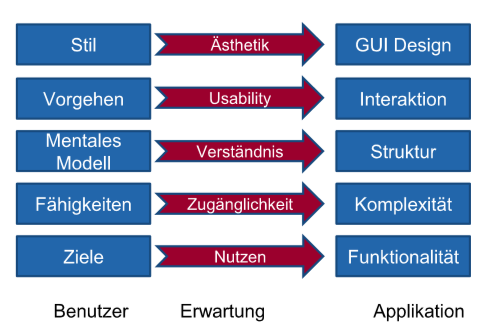 Stil Ästhetik GUI Design
Vorgehen Usability Interaktion
Mentales
Modell Verständnis Struktur
Fähigkeiten Zugänglichkeit Komplexität
Ziele Nutzen Funktionalität
Benutzer Erwartung Applikation